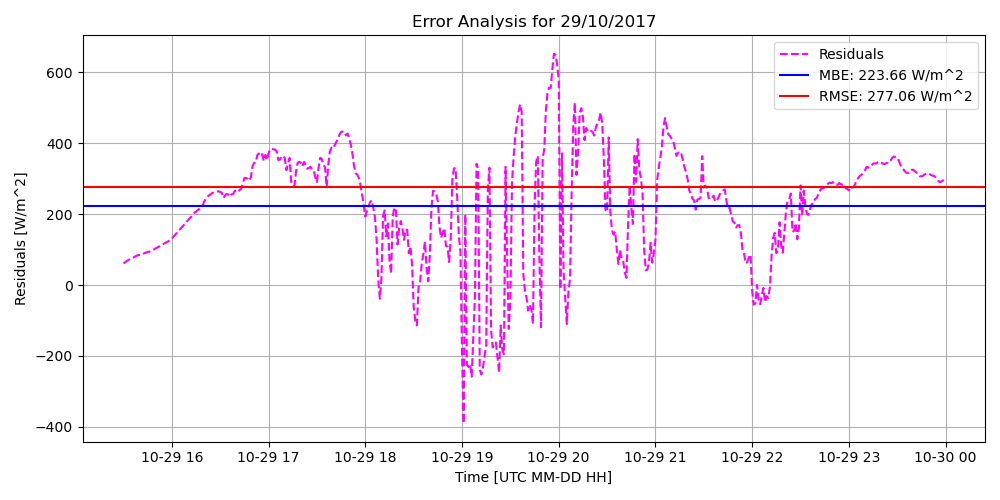 Error Analysis for 29/10/2017
Residuals
MBE: 223.66 W/m^2
RMSE: 277.06 W/m^2
Residuals [W/m^2]
600
400
200
0
−200
−400
10-29 16 10-29 17 10-29 18 10-29 19 10-29 20 10-29 21 10-29 22 10-29 23 10-30 00
Time [UTC MM-DD HH]